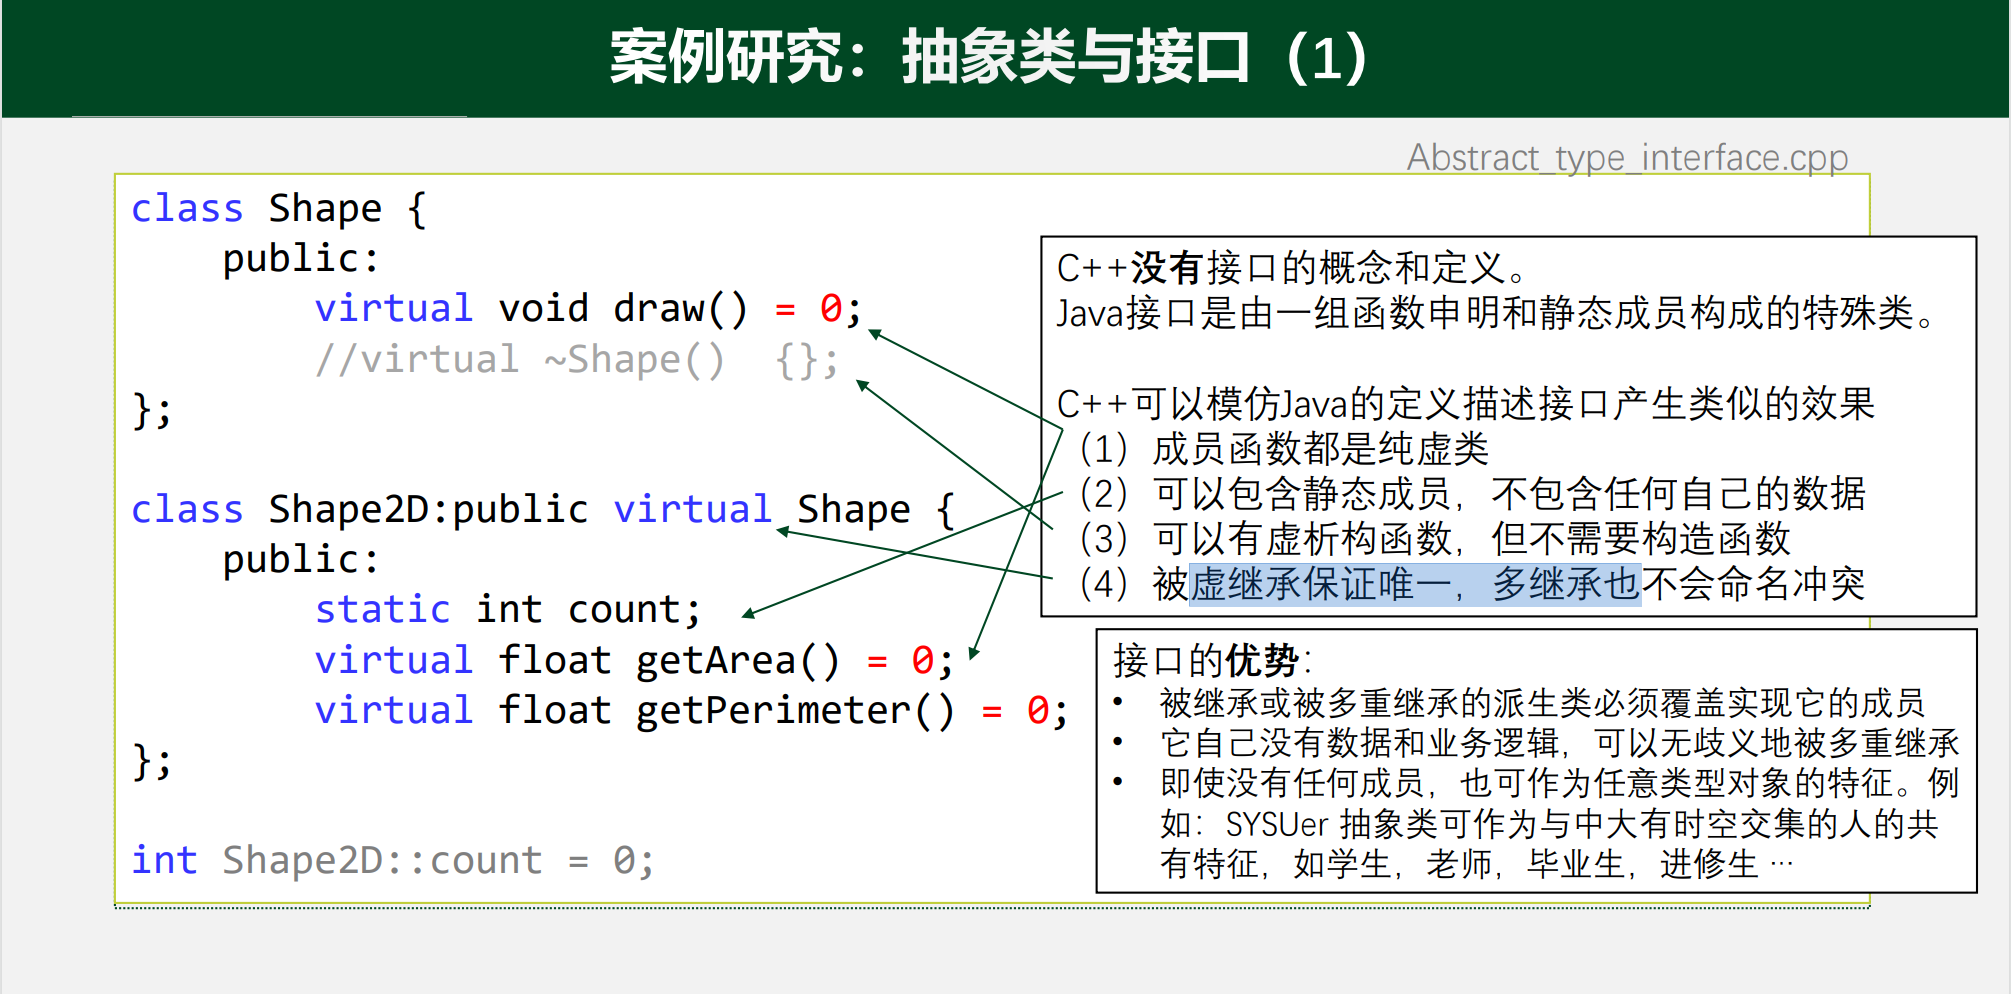 案例研究：抽象类与接口（1）
Abstract_type_interface.cpp
class Shape {
public:
virtual void draw() = 0;
//virtual ~Shape()  {};
};
class Shape2D:public virtual Shape {
public:
static int count;
virtual float getArea() = 0;
virtual float getPerimeter() = 0;
};
int Shape2D::count = 0;
C++没有接口的概念和定义。
Java接口是由一组函数申明和静态成员构成的特殊类。
C++可以模仿Java的定义描述接口产生类似的效果
（1）成员函数都是纯虚类
（2）可以包含静态成员，不包含任何自己的数据
（3）可以有虚析构函数，但不需要构造函数
（4）被虚继承保证唯一，多继承也不会命名冲突
接口的优势：
• 被继承或被多重继承的派生类必须覆盖实现它的成员
• 它自己没有数据和业务逻辑，可以无歧义地被多重继承
• 即使没有任何成员，也可作为任意类型对象的特征。例
如：SYSUer 抽象类可作为与中大有时空交集的人的共
有特征，如学生，老师，毕业生，进修生 …